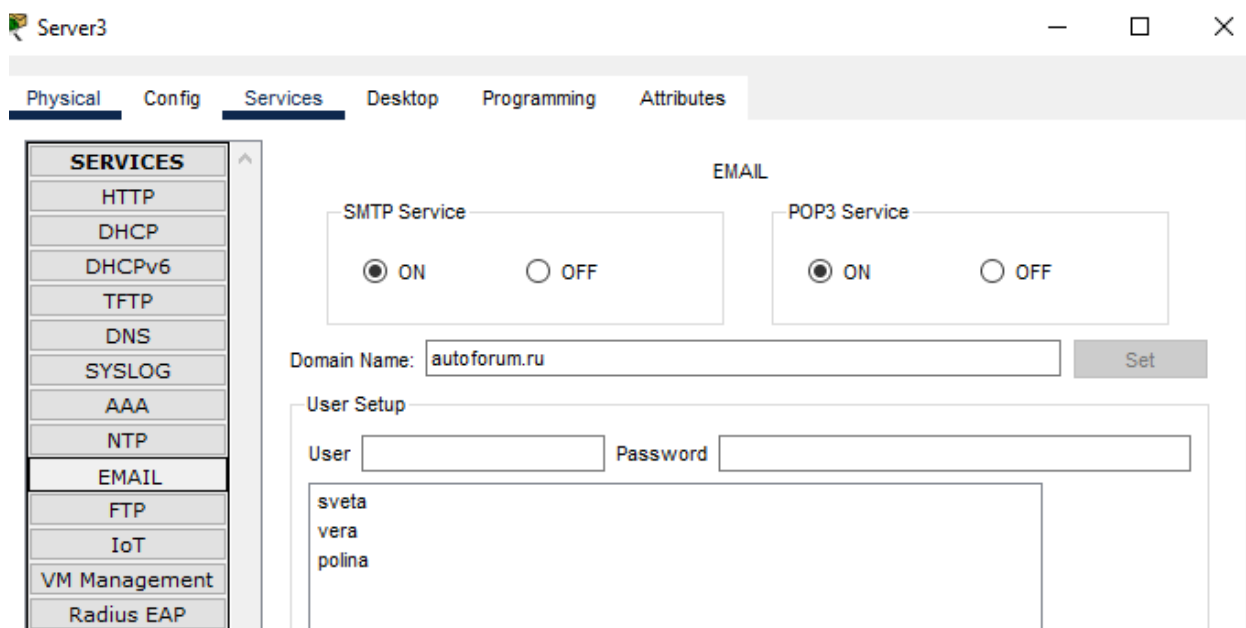 Server3
Physical Config Services Desktop Programming Attributes
SERVICES
HTTP
DHCP
DHCPv6
TFTP
DNS
SYSLOG
AAA
NTP
EMAIL
FTP
IoT
VM Management
Radius EAP
EMAIL
SMTP Service
ON OFF
POP3 Service
ON OFF
Domain Name: autoforum.ru Set
User Setup
User Password
sveta
vera
polina